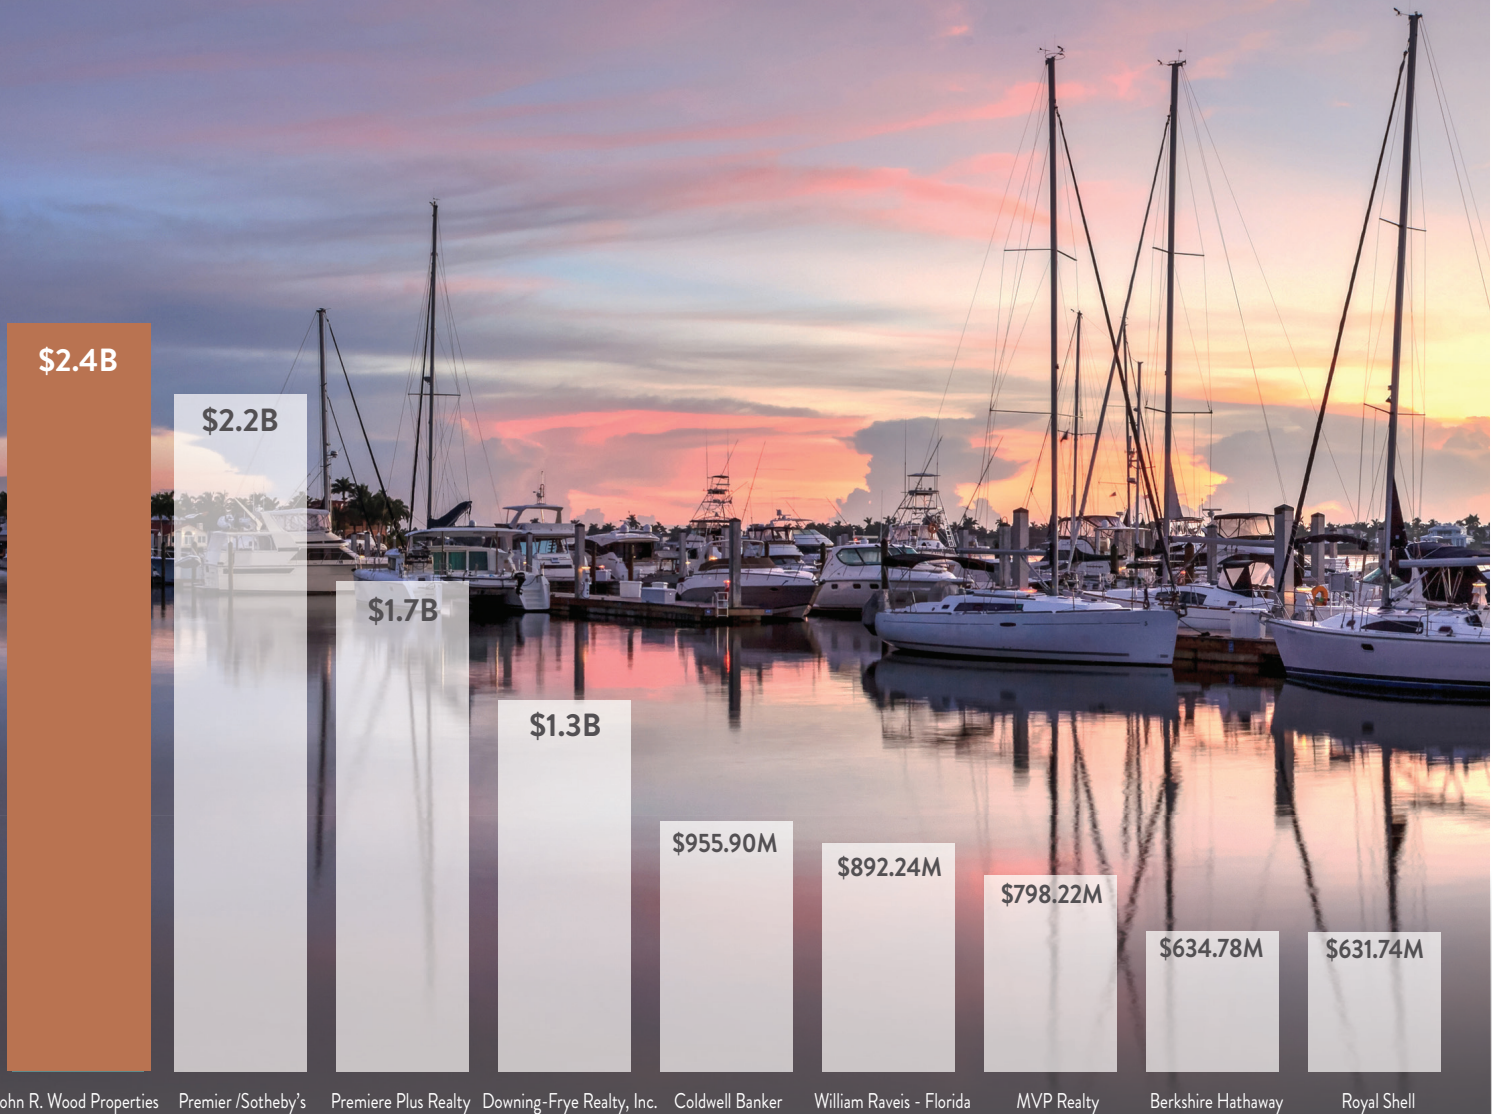 $2.4B
$2.2B
$1.7B
$1.3B
$955.90M
$892.24M
$798.22M
$634.78M
$631.74M
ohn R. Wood Properties
Premier /Sotheby's
Premiere Plus Realty
Downing-Frye Realty, Inc.
Coldwell Banker
William Raveis - Florida
MVP Realty
Berkshire Hathaway
Royal Shell